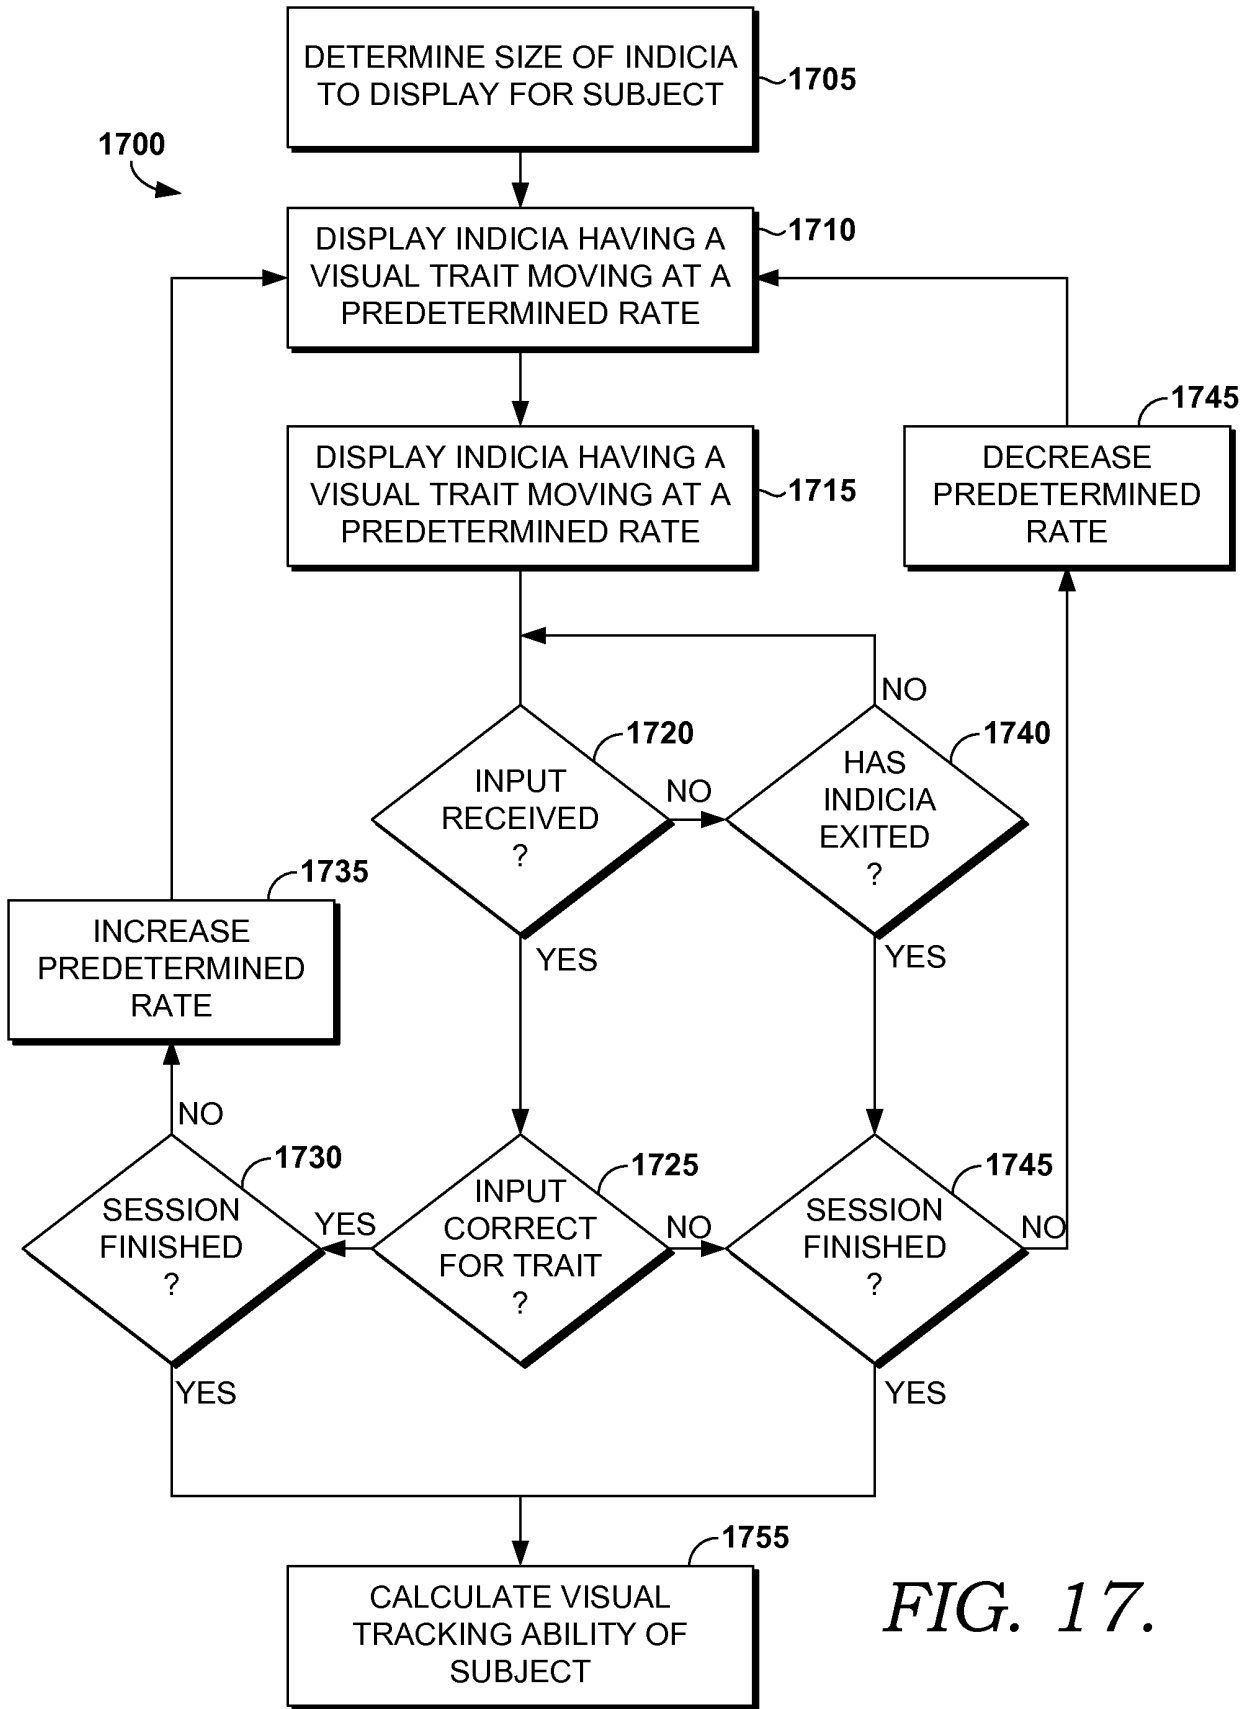 DETERMINE SIZE OF INDICIA
TO DISPLAY FOR SUBJECT
1705
1700
DISPLAY INDICIA HAVING A
VISUAL TRAIT MOVING AT A
PREDETERMINED RATE
1710
DISPLAY INDICIA HAVING A
VISUAL TRAIT MOVING AT A
PREDETERMINED RATE
1715
1745
DECREASE
PREDETERMINED
RATE
NO
1720
INPUT
RECEIVED
?
NO
1740
HAS
INDICIA
EXITED
?
YES
YES
1735
INCREASE
PREDETERMINED
RATE
NO
1730
SESSION
FINISHED
?
YES
1725
INPUT
CORRECT
FOR TRAIT
?
NO
1745
SESSION
FINISHED
?
NO
YES
YES
1755
CALCULATE VISUAL
TRACKING ABILITY OF
SUBJECT
FIG. 17.